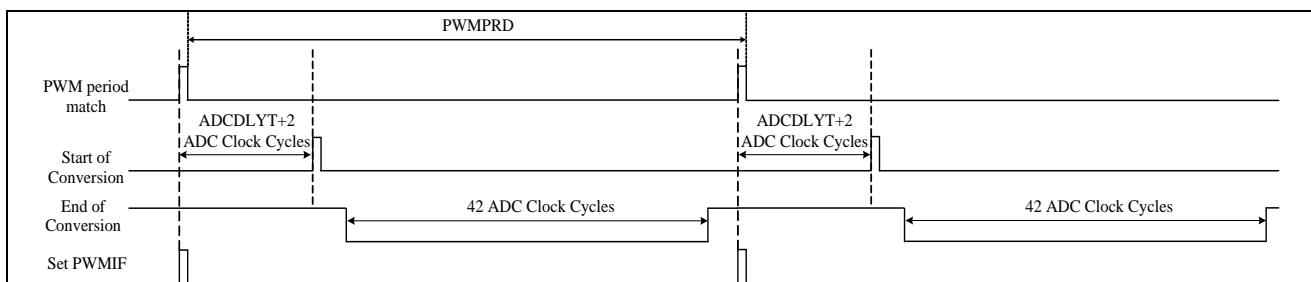 PWMPRD
PWM period
match
ADCDLYT+2
ADC Clock Cycles
ADCDLYT+2
ADC Clock Cycles
Start of
Conversion
End of
Conversion
42 ADC Clock Cycles
42 ADC Clock Cycles
Set PWMIF